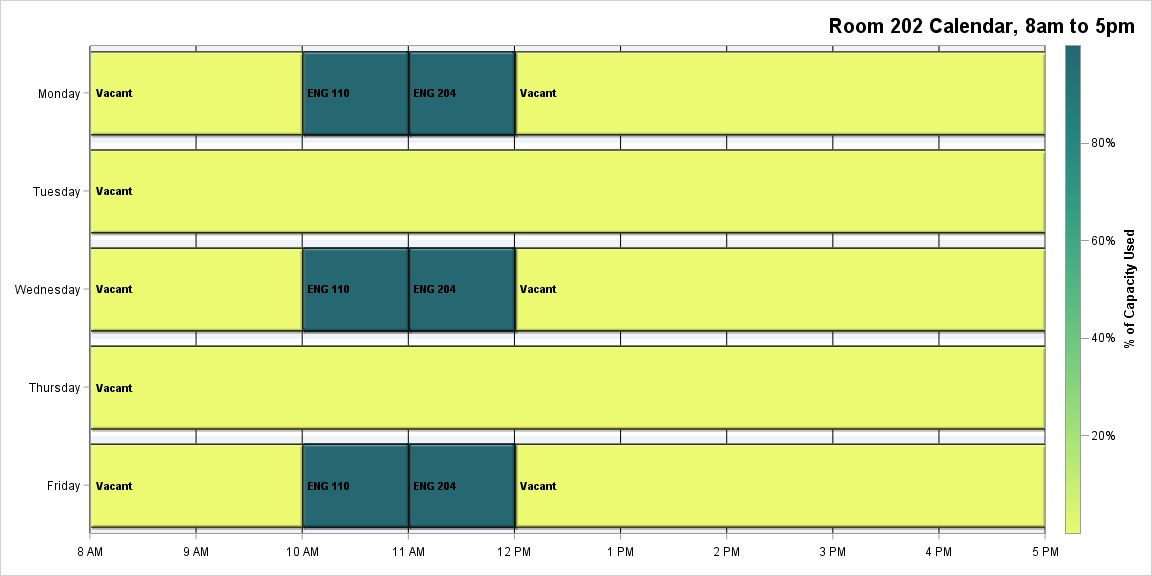 Room 202 Calendar, 8am to 5pm
Monday
Vacant
ENG 110
ENG 204
Vacant
Tuesday
Vacant
Wednesday
Vacant
ENG 110
ENG 204
Vacant
Thursday
Vacant
Friday
Vacant
ENG 110
ENG 204
Vacant
8 AM 9 AM 10 AM 11 AM 12 PM 1 PM 2 PM 3 PM 4 PM 5 PM
80%
60%
40%
20%
% of Capacity Used